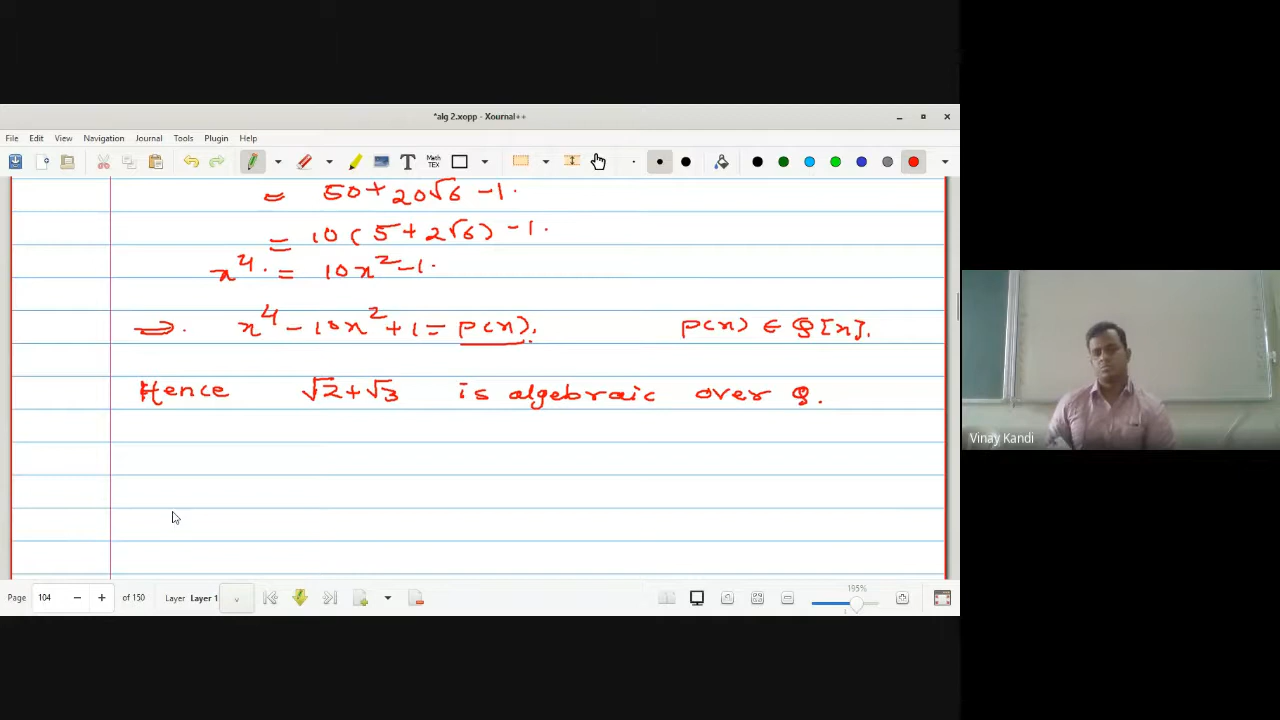 *alg 2.xopp - Xournal++
File Edit View Navigation Journal Tools Plugin Help
= 50 + 20√6 - 1.
= 10 ( 5 + 2√6 ) - 1.
x⁴. = 10x² - 1.
⇒. x⁴ - 10x² + 1 = p(x). p(x) ∈ Q[x].
Hence √2 + √3 is algebraic over Q.
Vinay Kandi
Page 104 of 150 Layer Layer 1 195%